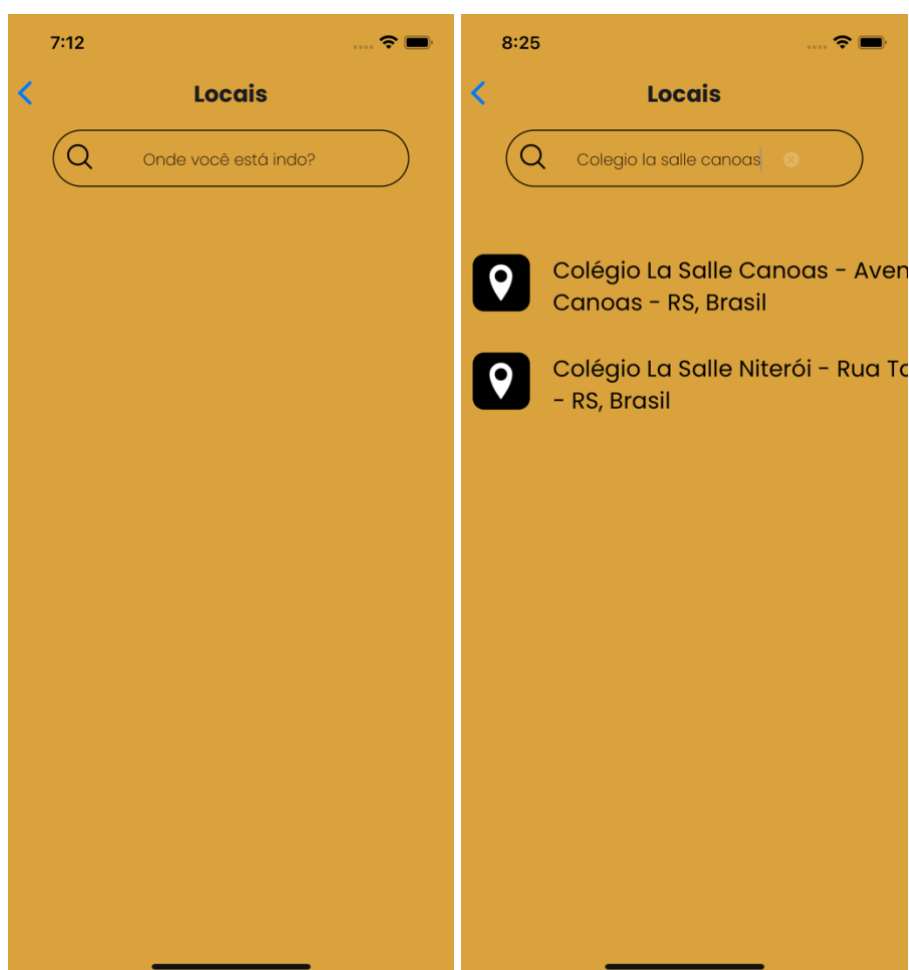 7:12
Locais
Onde você está indo?
8:25
Locais
Colegio la salle canoas
Colégio La Salle Canoas - Aven
Canoas - RS, Brasil
Colégio La Salle Niterói - Rua To
- RS, Brasil